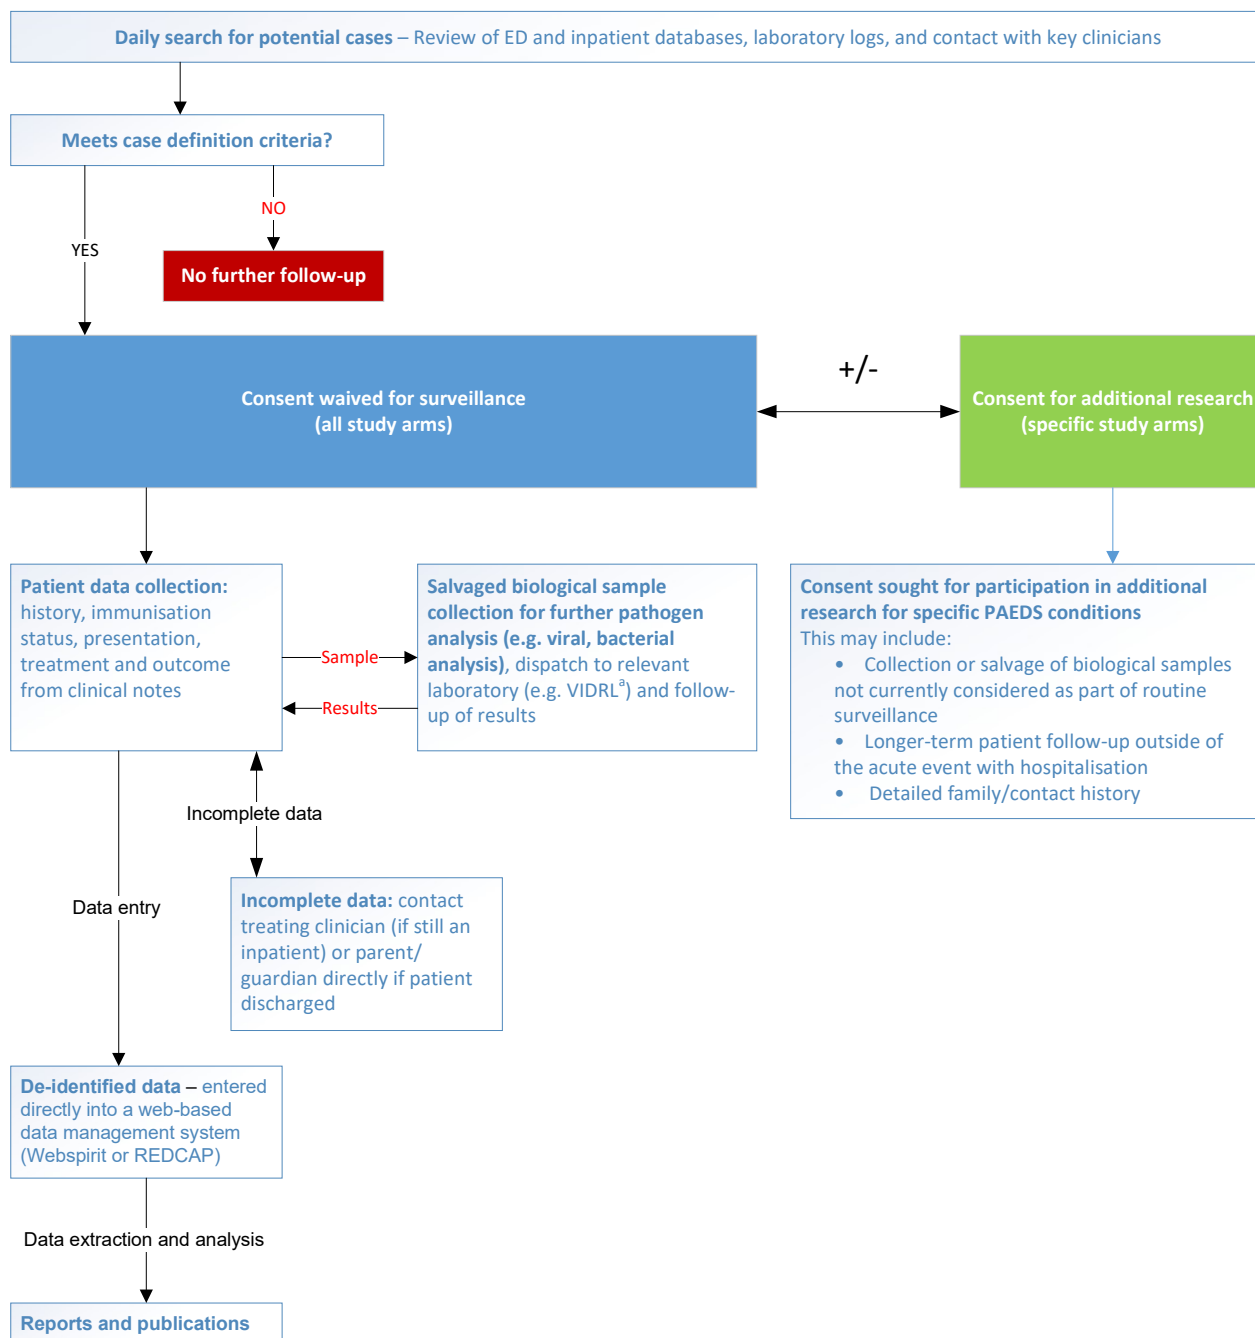 Daily search for potential cases – Review of ED and inpatient databases, laboratory logs, and contact with key clinicians
Meets case definition criteria?
NO
YES
No further follow-up
Consent waived for surveillance
(all study arms)
+/-
Consent for additional research
(specific study arms)
Patient data collection:
history, immunisation
status, presentation,
treatment and outcome
from clinical notes
Sample
Results
Salvaged biological sample
collection for further pathogen
analysis (e.g. viral, bacterial
analysis), dispatch to relevant
laboratory (e.g. VIDRLᵃ) and follow-
up of results
Consent sought for participation in additional
research for specific PAEDS conditions
This may include:
• Collection or salvage of biological samples
not currently considered as part of routine
surveillance
• Longer-term patient follow-up outside of
the acute event with hospitalisation
• Detailed family/contact history
Incomplete data
Data entry
Incomplete data: contact
treating clinician (if still an
inpatient) or parent/
guardian directly if patient
discharged
De-identified data – entered
directly into a web-based
data management system
(Webspirit or REDCAP)
Data extraction and analysis
Reports and publications